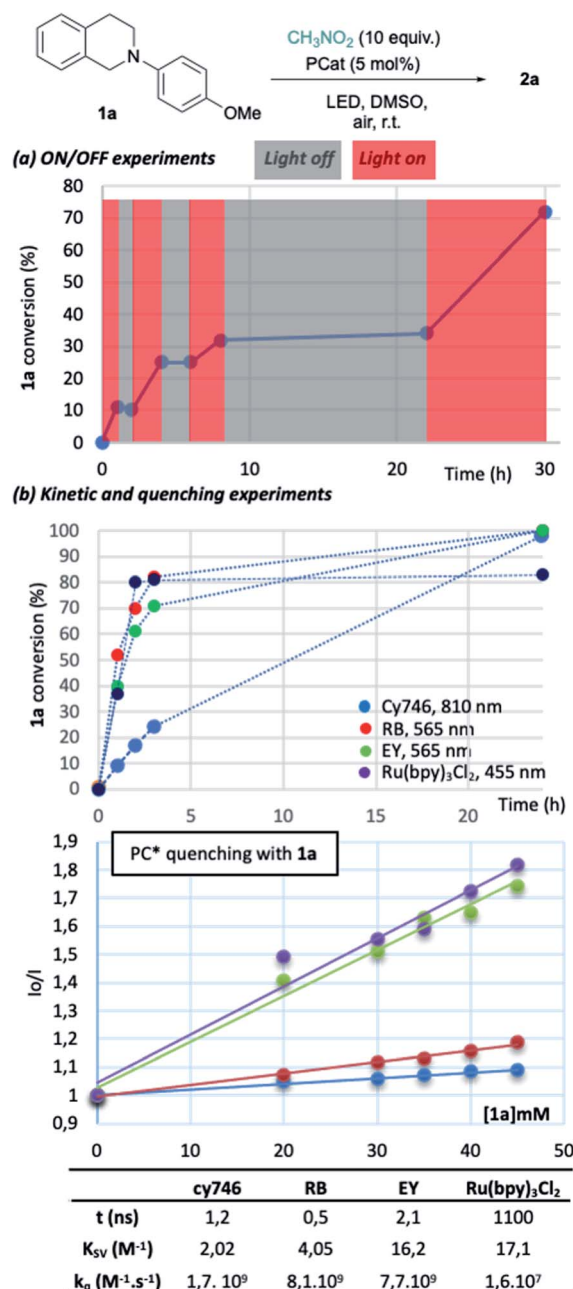 CH₃NO₂ (10 equiv.)
PCat (5 mol%)
N
2a
LED, DMSO,
air, r.t.
1a
OMe
(a) ON/OFF experiments
Light off
Light on
1a conversion (%)
80
70
60
50
40
30
20
10
0
0
10
20
30
Time (h)
(b) Kinetic and quenching experiments
1a conversion (%)
100
90
80
70
60
50
40
30
20
10
0
Cy746, 810 nm
RB, 565 nm
EY, 565 nm
Ru(bpy)₃Cl₂, 455 nm
0
5
10
15
20
Time (h)
PC* quenching with 1a
Io/I
1,9
1,8
1,7
1,6
1,5
1,4
1,3
1,2
1,1
1
0,9
[1a]mM
0
10
20
30
40
50
cy746 RB EY Ru(bpy)₃Cl₂
t (ns) 1,2 0,5 2,1 1100
K_SV (M⁻¹) 2,02 4,05 16,2 17,1
k_q (M⁻¹.s⁻¹) 1,7. 10⁹ 8,1.10⁹ 7,7.10⁹ 1,6.10⁷